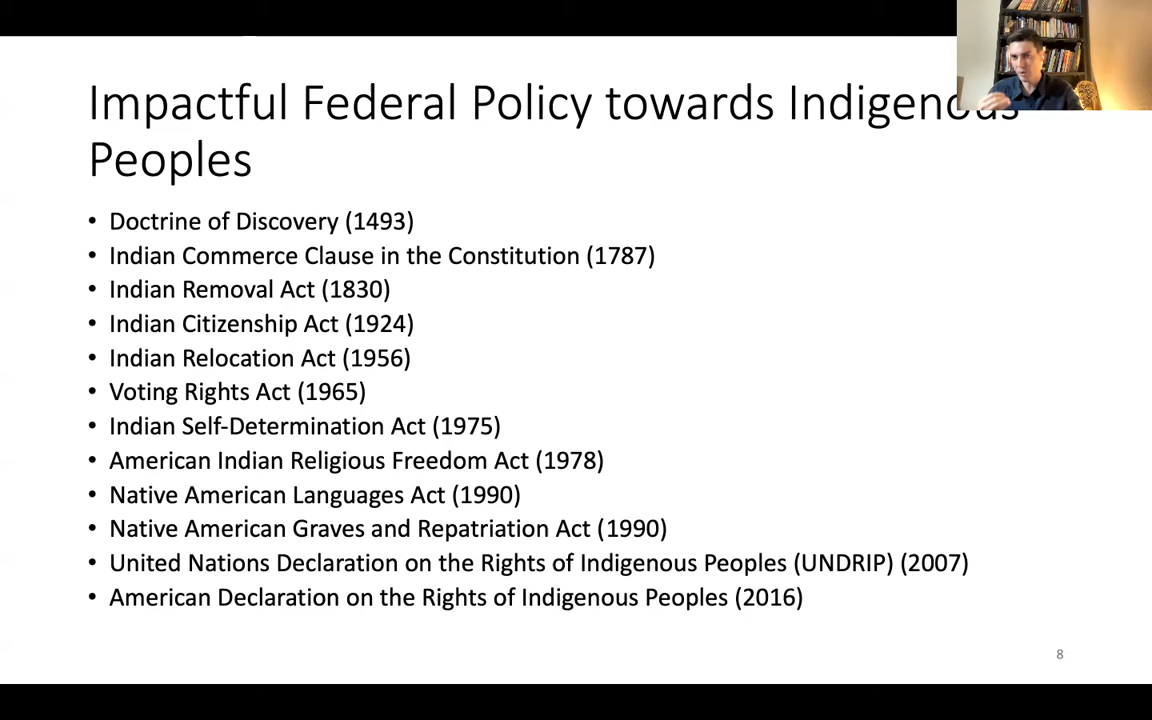 Impactful Federal Policy towards Indigenous
Peoples
• Doctrine of Discovery (1493)
• Indian Commerce Clause in the Constitution (1787)
• Indian Removal Act (1830)
• Indian Citizenship Act (1924)
• Indian Relocation Act (1956)
• Voting Rights Act (1965)
• Indian Self-Determination Act (1975)
• American Indian Religious Freedom Act (1978)
• Native American Languages Act (1990)
• Native American Graves and Repatriation Act (1990)
• United Nations Declaration on the Rights of Indigenous Peoples (UNDRIP) (2007)
• American Declaration on the Rights of Indigenous Peoples (2016)
8